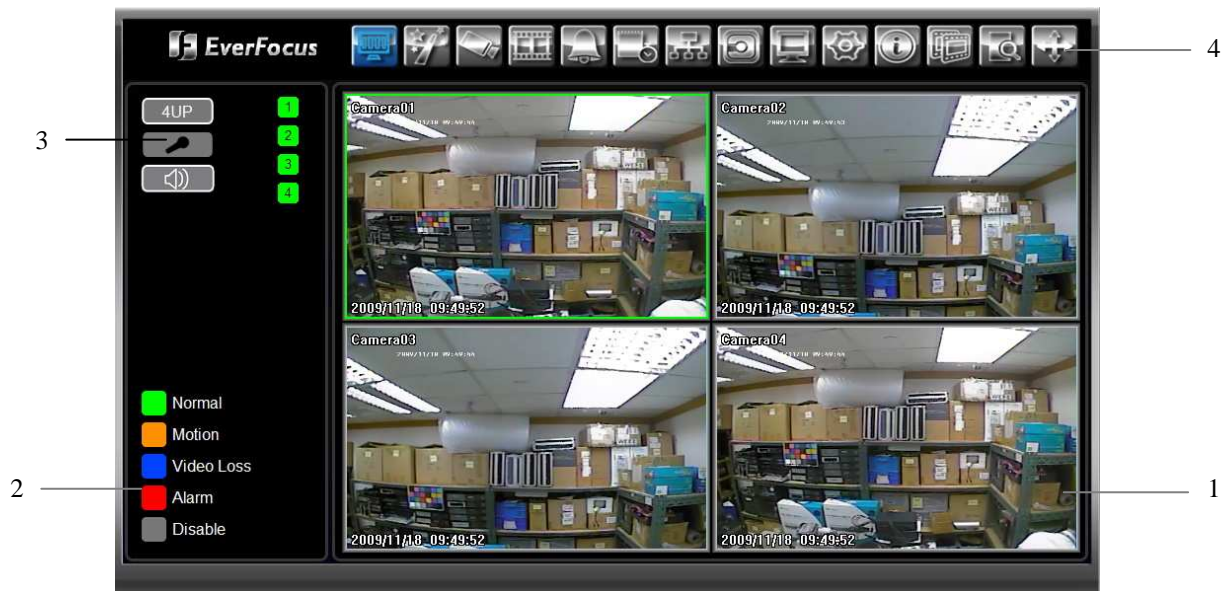 EverFocus
4
4UP
1
2
3
4
3
Camera01
Camera02
2009/11/18 09:49:52
2009/11/18 09:49:52
Camera03
Camera04
Normal
Motion
Video Loss
2
Alarm
1
Disable
2009/11/18 09:49:52
2009/11/18 09:49:52